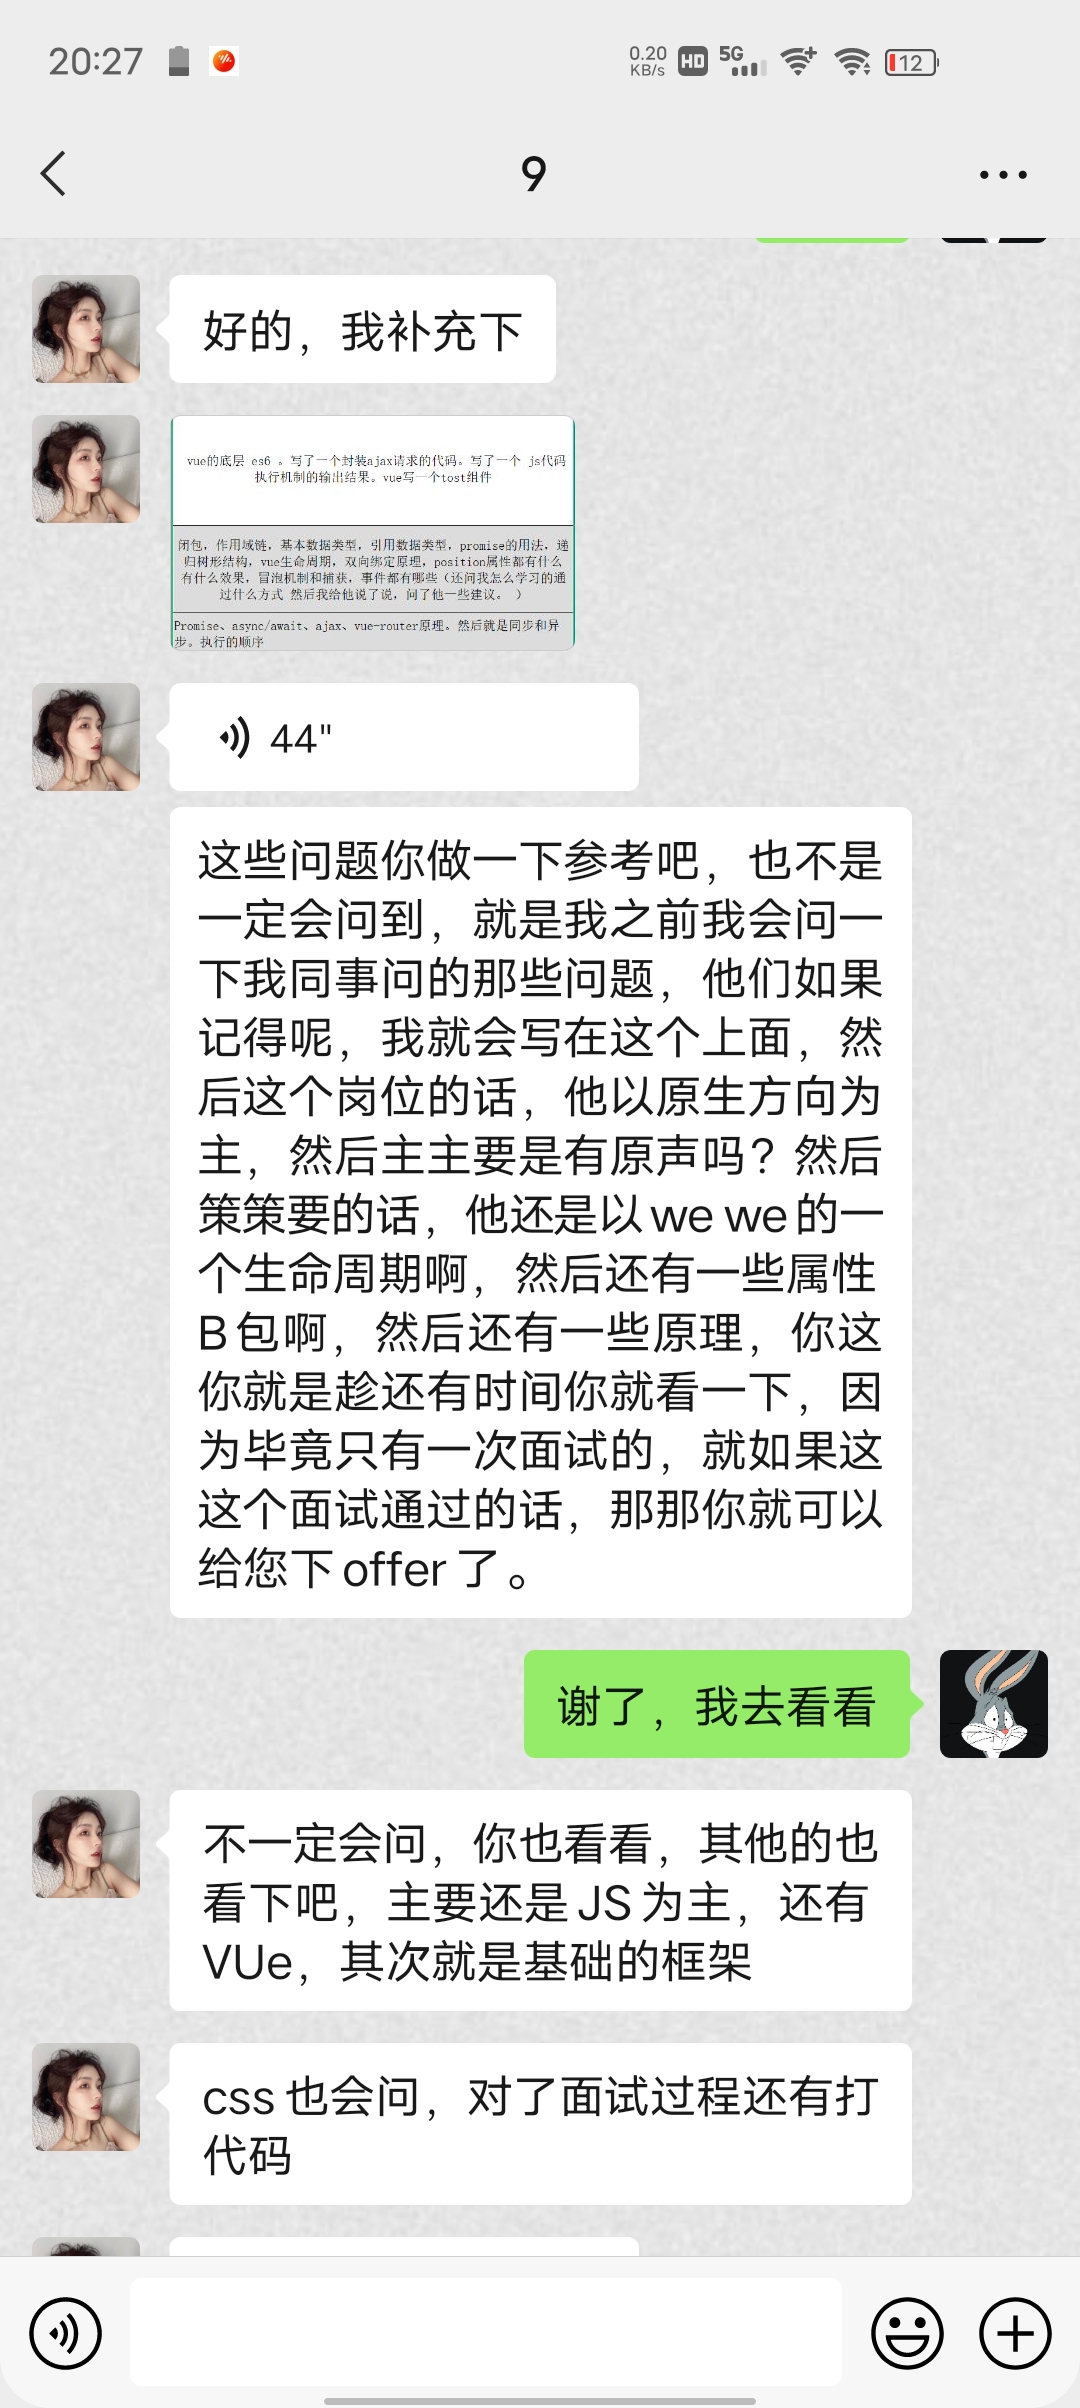 20:27
0.20
KB/s
HD
5G
12
9
好的，我补充下
vue的底层 es6 。写了一个封装ajax请求的代码。写了一个 js代码
执行机制的输出结果。vue写一个tost组件
闭包，作用域链，基本数据类型，引用数据类型，promise的用法，递
归树形结构，vue生命周期，双向绑定原理，position属性都有什么
有什么效果，冒泡机制和捕获，事件都有哪些（还问我怎么学习的通
过什么方式 然后我给他说了说，问了他一些建议。 ）
Promise、async/await、ajax、vue-router原理。然后就是同步和异
步。执行的顺序
44"
这些问题你做一下参考吧，也不是
一定会问到，就是我之前我会问一
下我同事问的那些问题，他们如果
记得呢，我就会写在这个上面，然
后这个岗位的话，他以原生方向为
主，然后主主要是有原声吗？然后
策策要的话，他还是以 we we 的一
个生命周期啊，然后还有一些属性
B 包啊，然后还有一些原理，你这
你就是趁还有时间你就看一下，因
为毕竟只有一次面试的，就如果这
这个面试通过的话，那那你就可以
给您下 offer 了。
谢了，我去看看
不一定会问，你也看看，其他的也
看下吧，主要还是 JS 为主，还有
VUe，其次就是基础的框架
css 也会问，对了面试过程还有打
代码